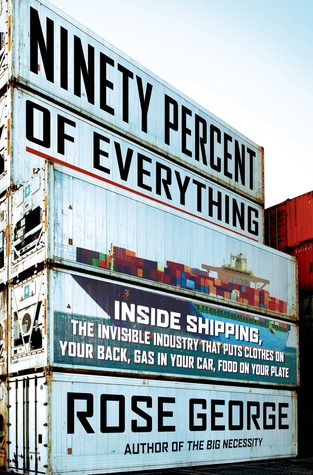 NINETY PERCENT
OF EVERYTHING
INSIDE SHIPPING,
THE INVISIBLE INDUSTRY THAT PUTS CLOTHES ON
YOUR BACK, GAS IN YOUR CAR, FOOD ON YOUR PLATE
ROSE GEORGE
AUTHOR OF THE BIG NECESSITY